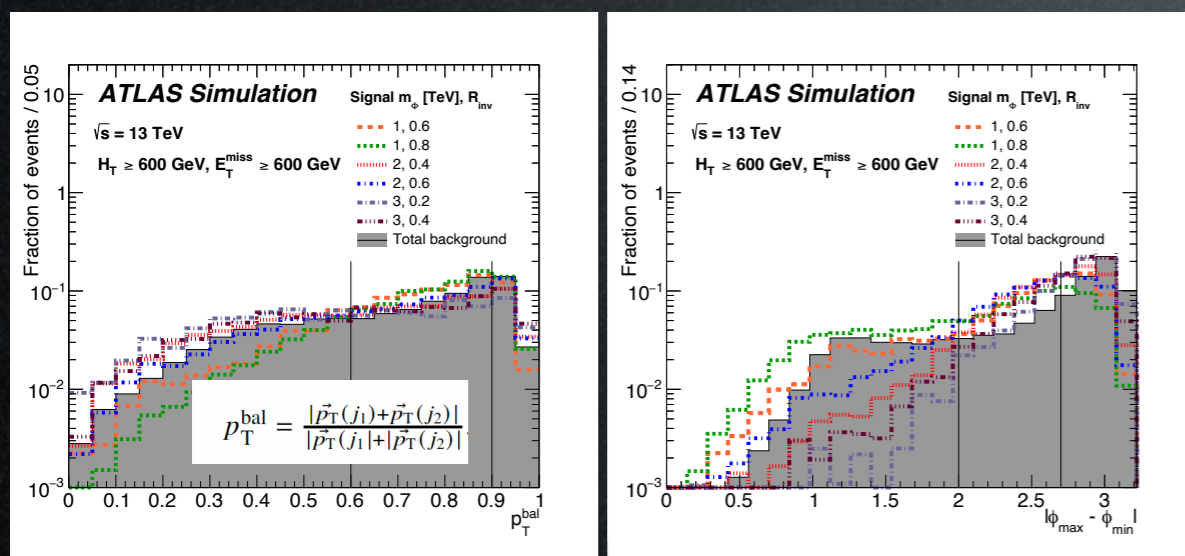 Fraction of events / 0.05
10
1
10⁻¹
10⁻²
10⁻³
ATLAS Simulation
√s = 13 TeV
H_T ≥ 600 GeV, E_T^miss ≥ 600 GeV
Signal m_Φ [TeV], R_inv
1, 0.6
1, 0.8
2, 0.4
2, 0.6
3, 0.2
3, 0.4
Total background
p_T^bal = |p⃗_T(j₁)+p⃗_T(j₂)| / |p⃗_T(j₁|+|p⃗_T(j₂)|
0 0.1 0.2 0.3 0.4 0.5 0.6 0.7 0.8 0.9 1
p_T^bal
Fraction of events / 0.14
10
1
10⁻¹
10⁻²
10⁻³
ATLAS Simulation
√s = 13 TeV
H_T ≥ 600 GeV, E_T^miss ≥ 600 GeV
Signal m_Φ [TeV], R_inv
1, 0.6
1, 0.8
2, 0.4
2, 0.6
3, 0.2
3, 0.4
Total background
0 0.5 1 1.5 2 2.5 3
|ϕ_max - ϕ_min|